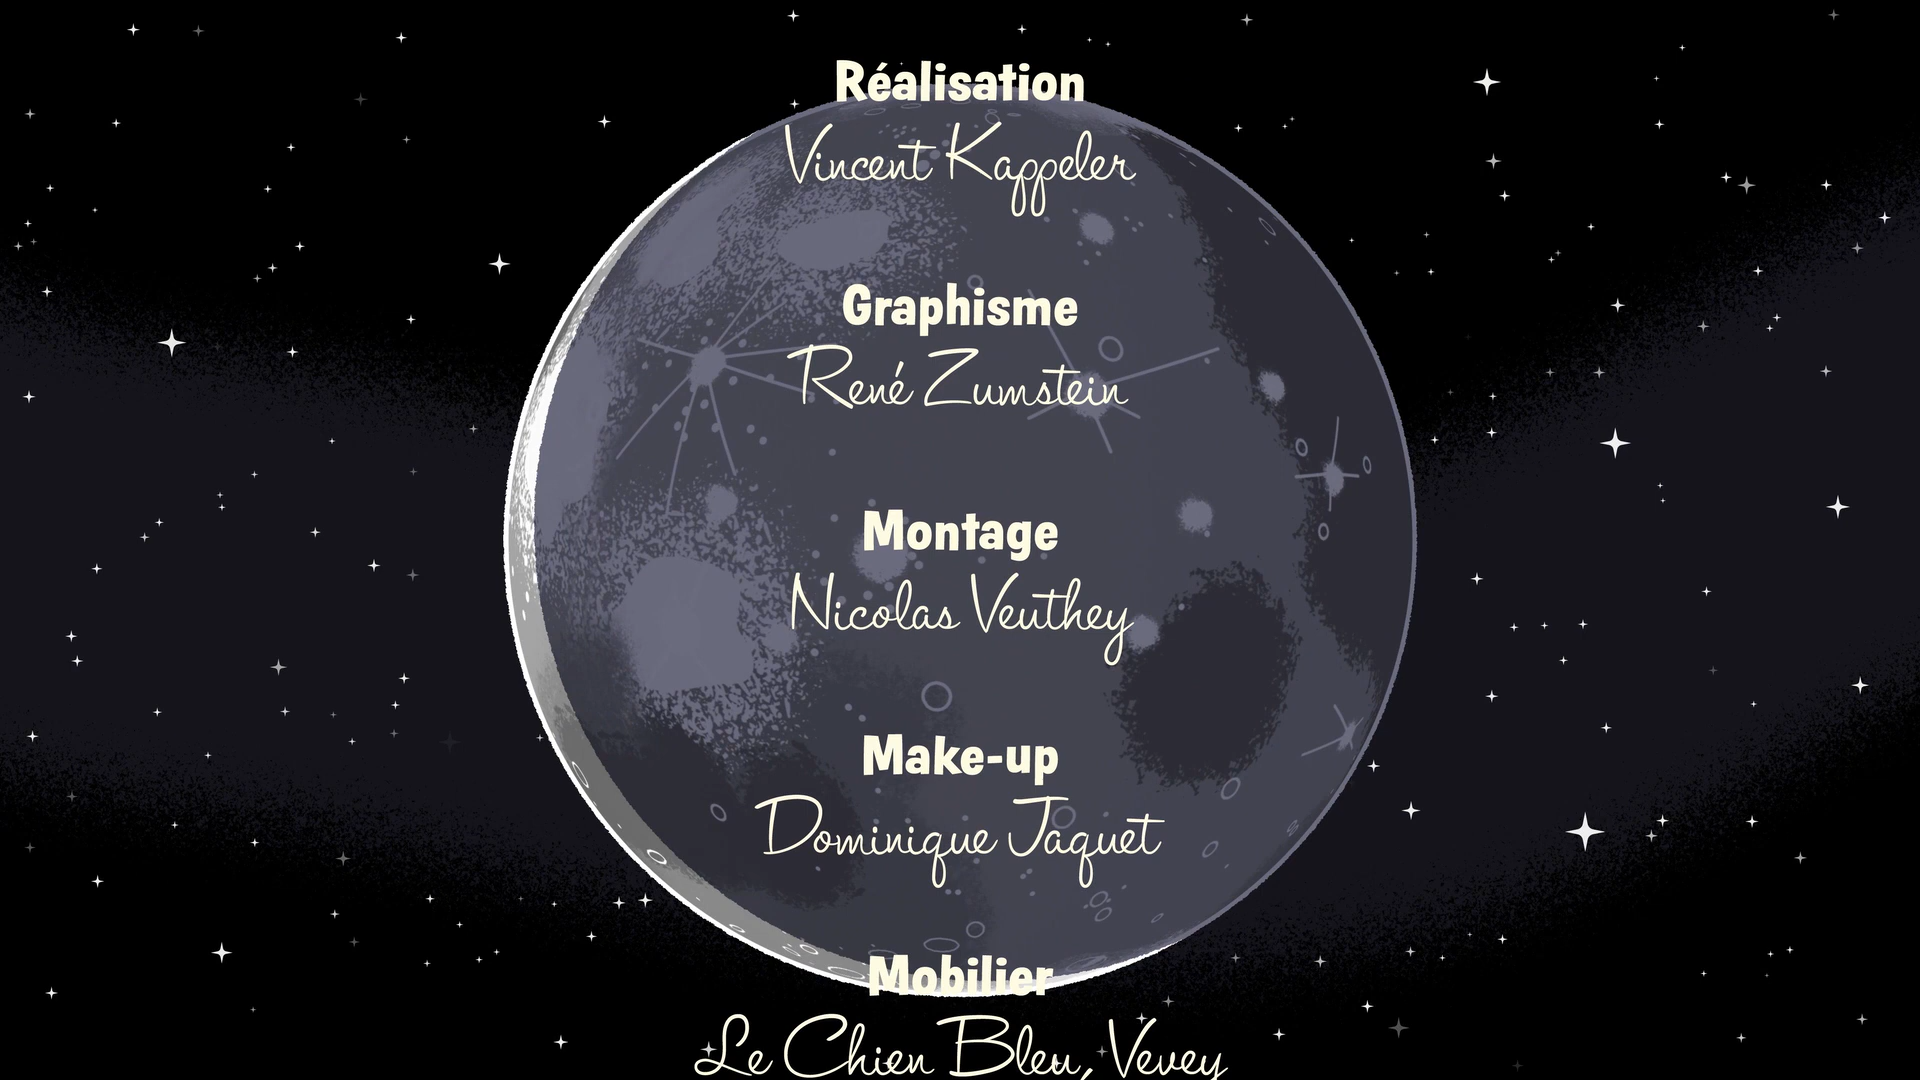 Réalisation
Vincent Kappeler
Graphisme
René Zumstein
Montage
Nicolas Veuthey
Make-up
Dominique Jaquet
Mobilier
Le Chien Bleu, Vevey